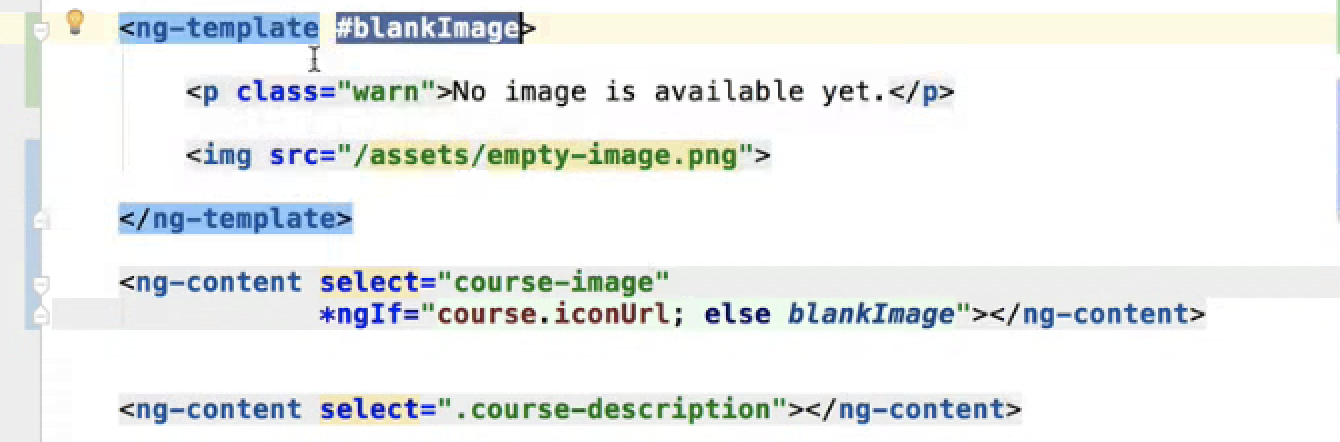 <ng-template #blankImage>
<p class="warn">No image is available yet.</p>
<img src="/assets/empty-image.png">
</ng-template>
<ng-content select="course-image"
*ngIf="course.iconUrl; else blankImage"></ng-content>
<ng-content select=".course-description"></ng-content>